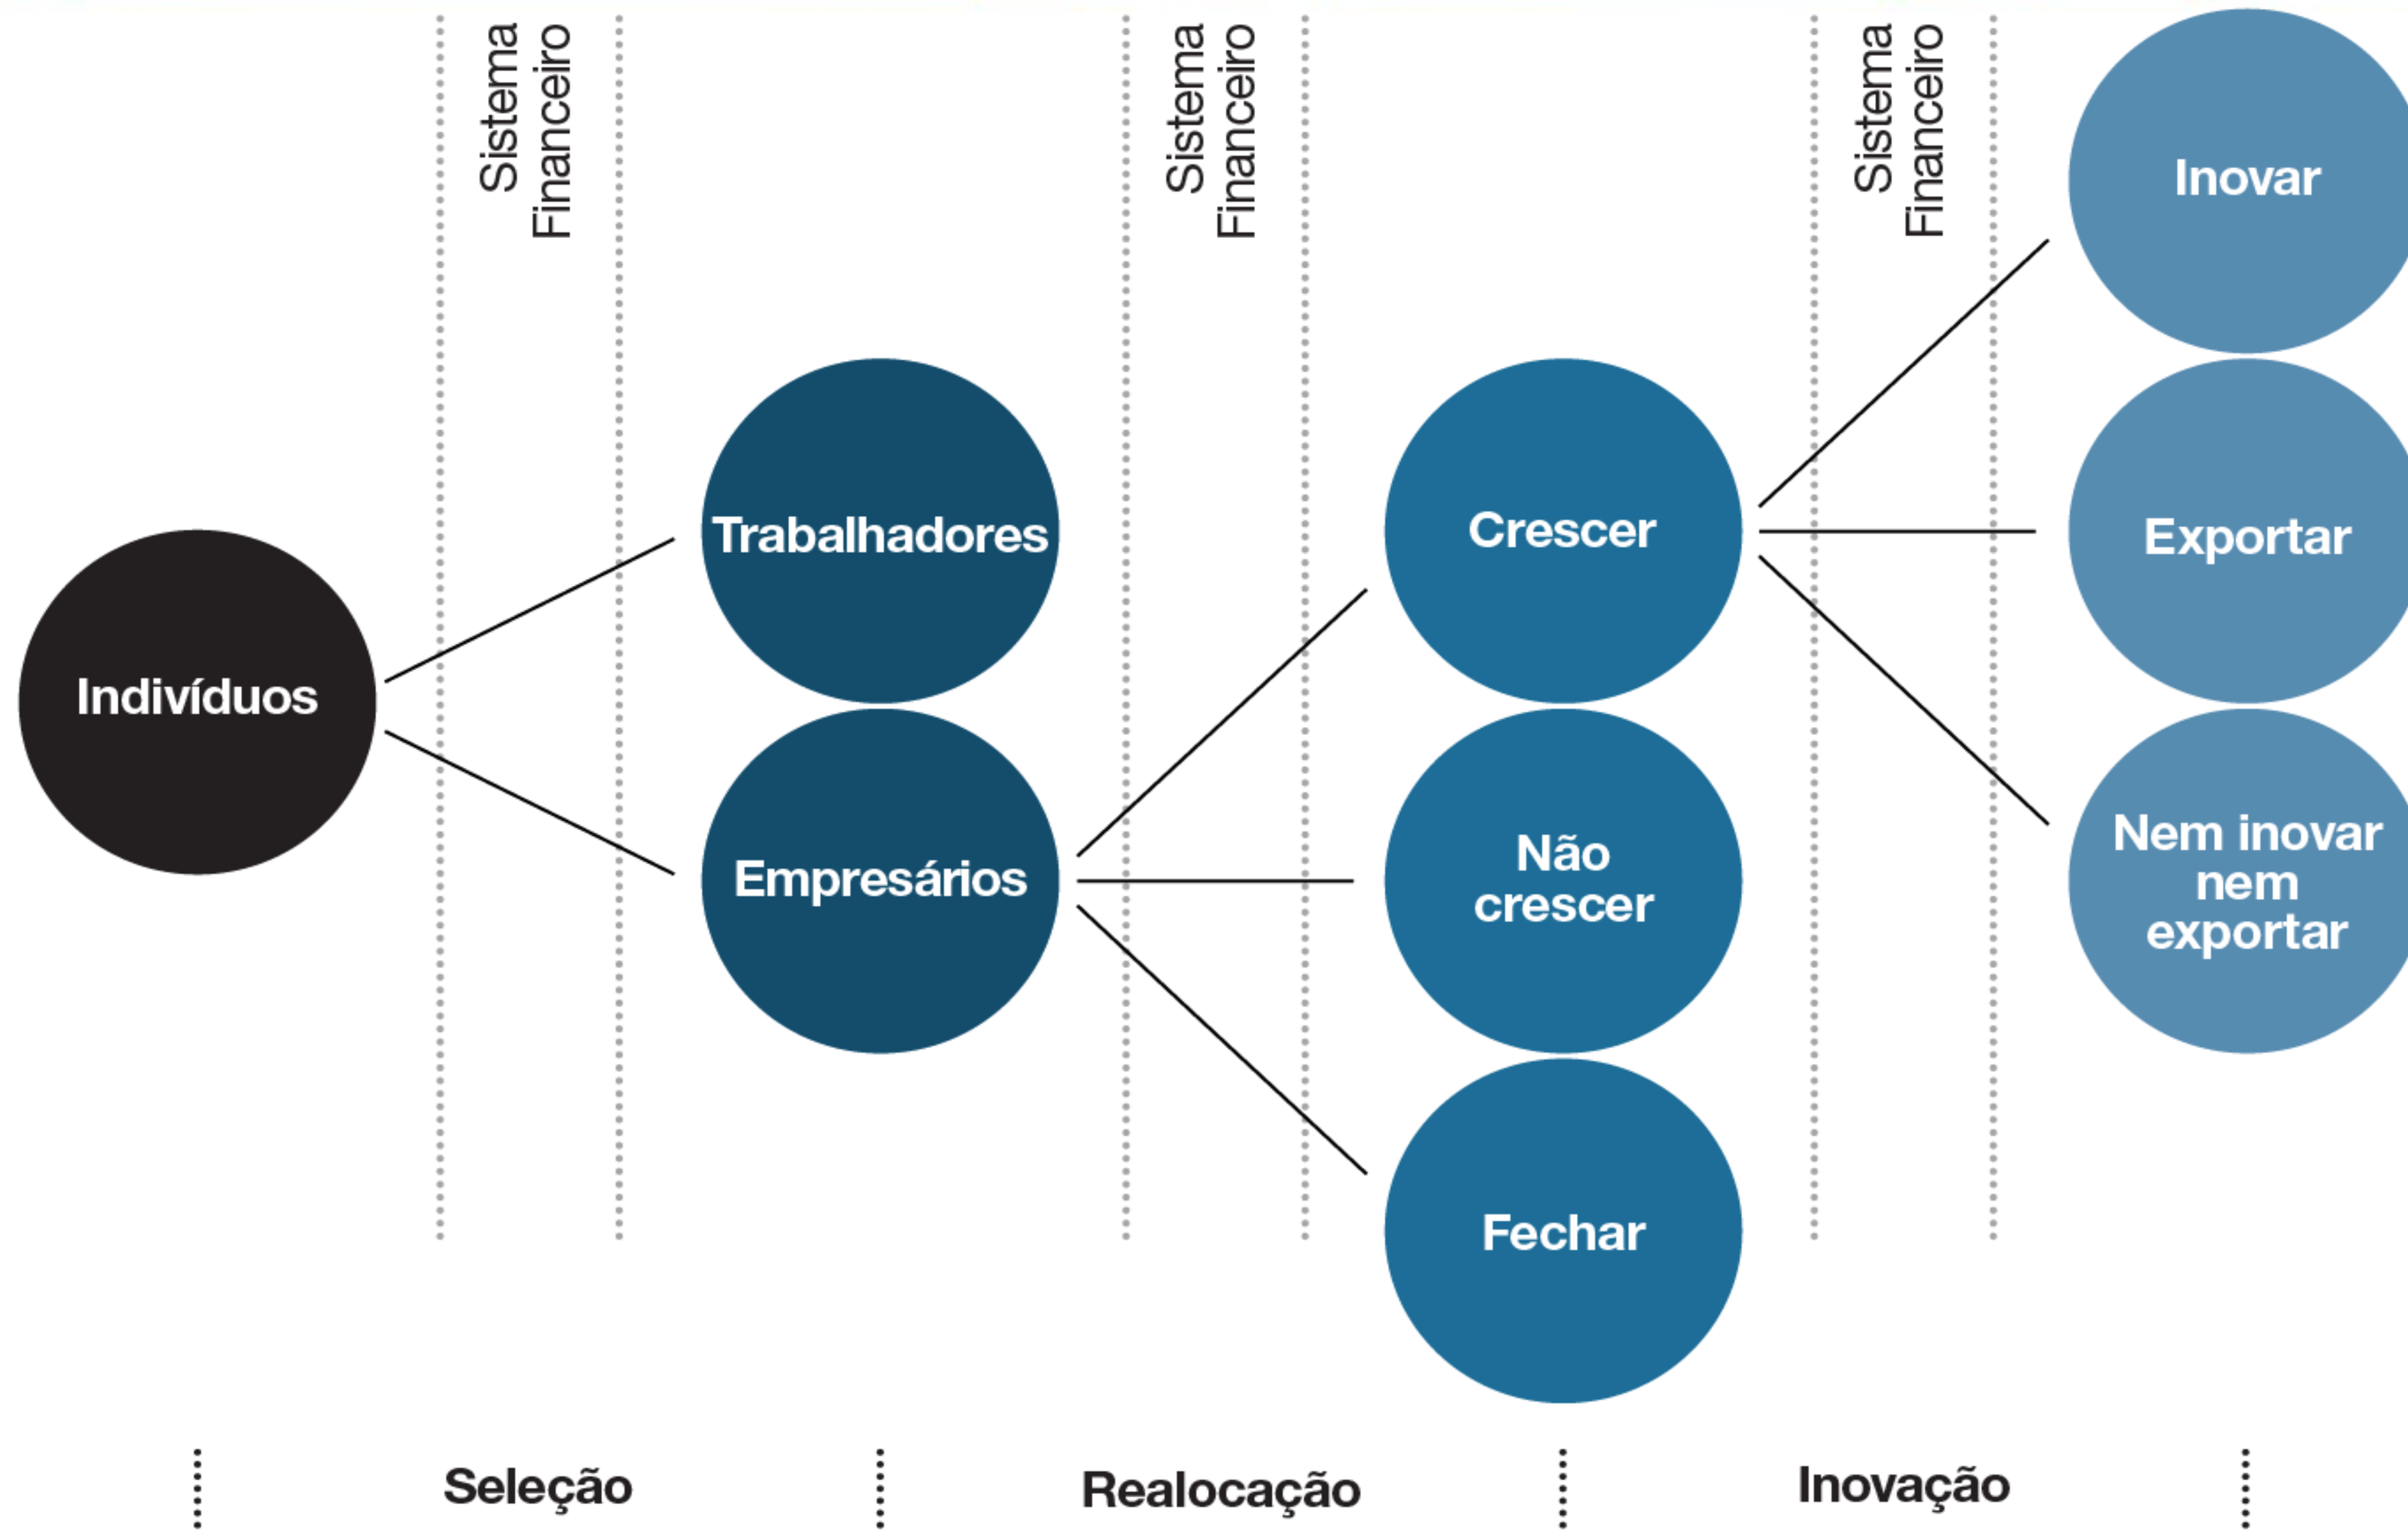 Sistema
Financeiro
Sistema
Financeiro
Sistema
Financeiro
Inovar
Trabalhadores
Crescer
Exportar
Indivíduos
Empresários
Não
crescer
Nem inovar
nem
exportar
Fechar
Seleção
Realocação
Inovação